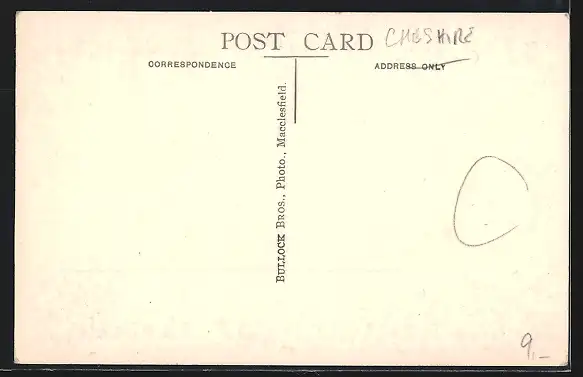 POST CARD CHESHIRE
CORRESPONDENCE ADDRESS ONLY
BULLOCK BROS., Photo., Macclesfield.
9.-